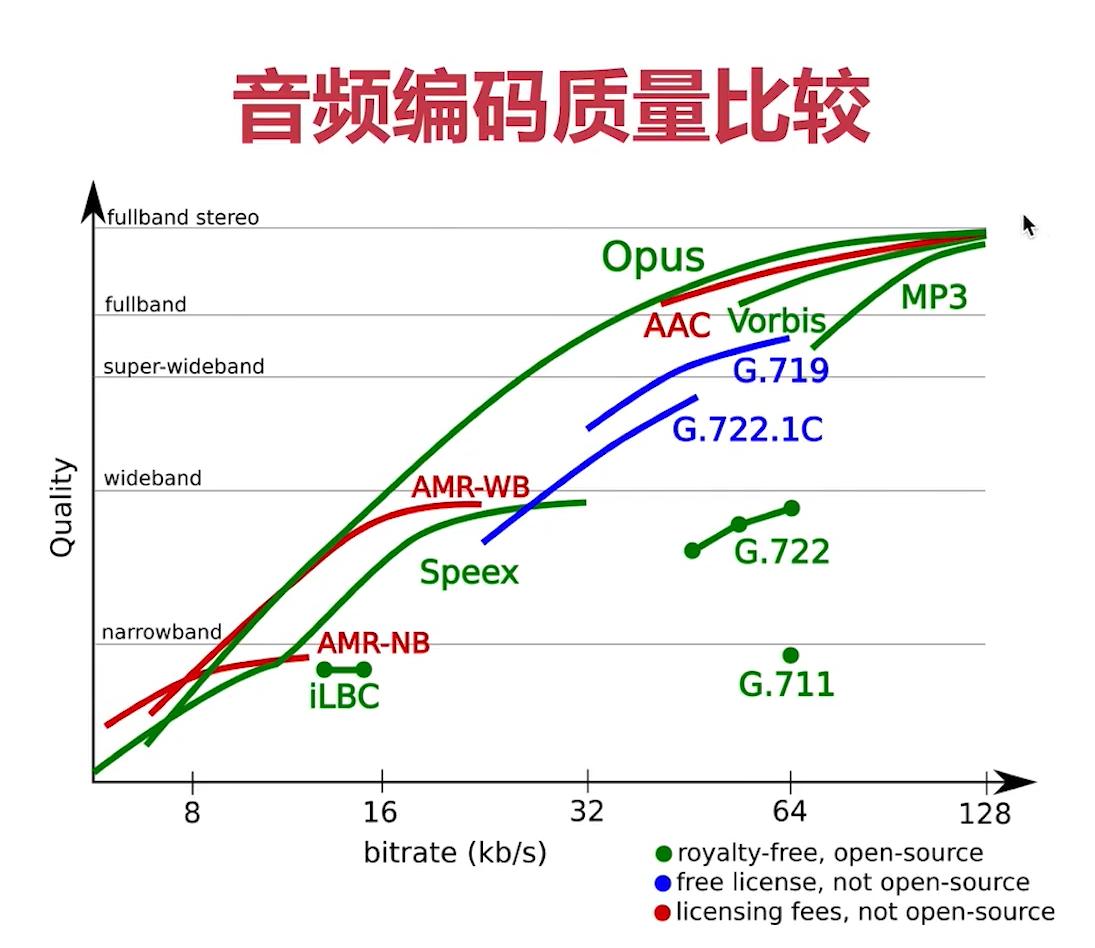 音频编码质量比较
fullband stereo
Opus
fullband
MP3
AAC
Vorbis
super-wideband
G.719
G.722.1C
wideband
AMR-WB
Quality
G.722
Speex
narrowband
AMR-NB
iLBC
G.711
8
16
32
64
128
bitrate (kb/s)
royalty-free, open-source
free license, not open-source
licensing fees, not open-source